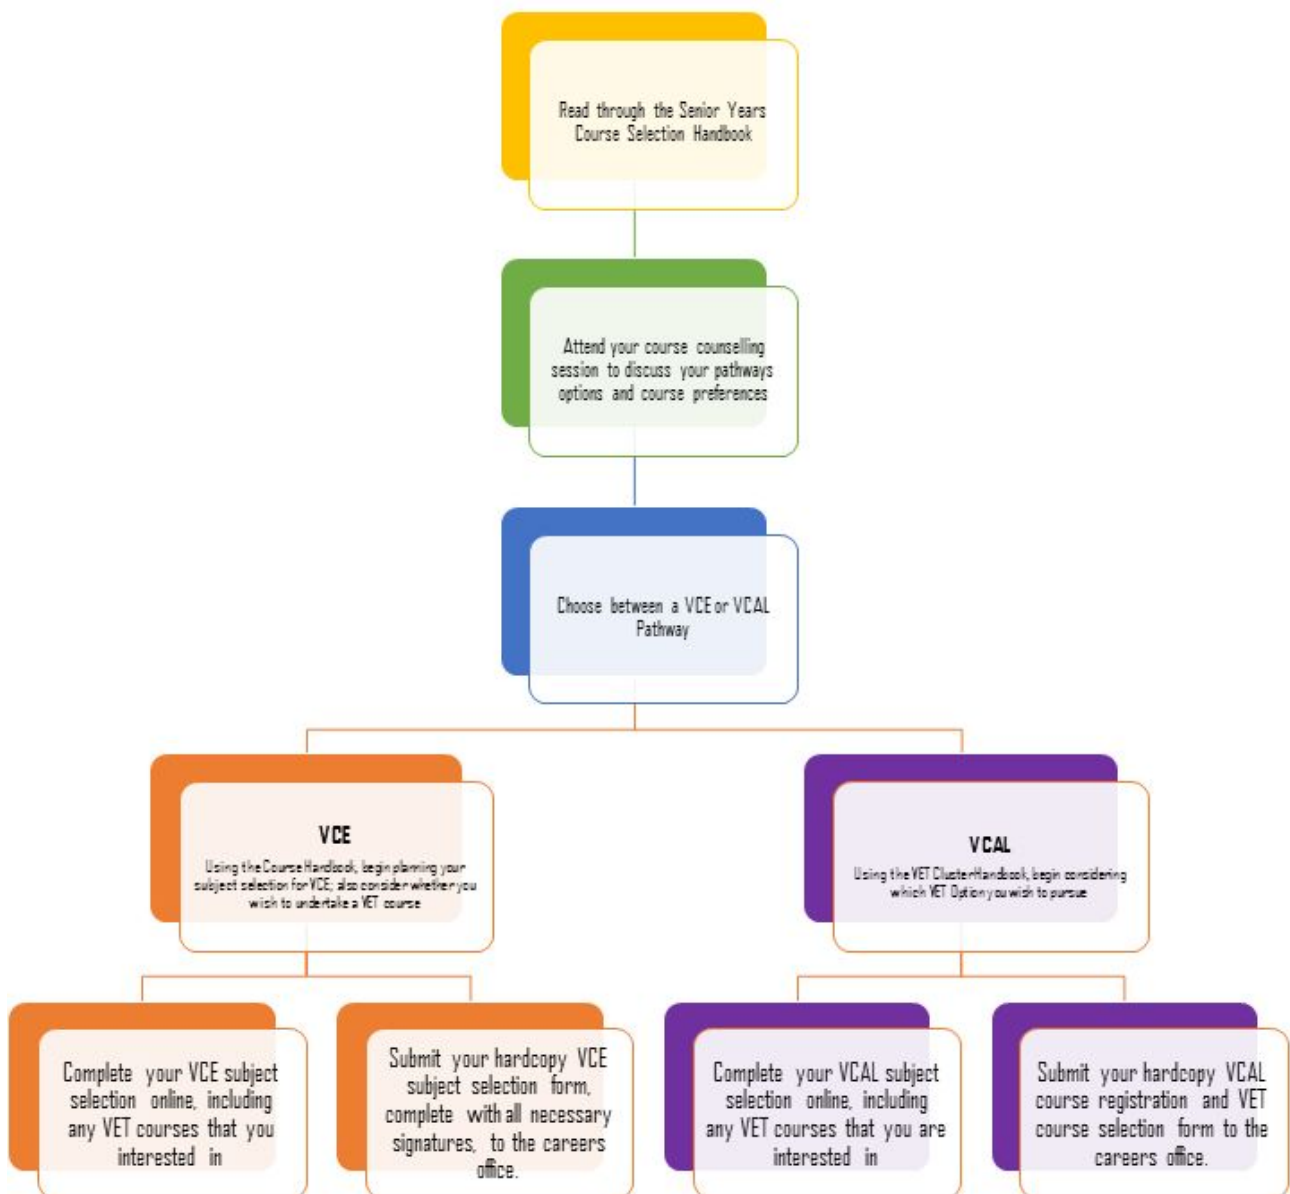 Read through the Senior Years
Course Selection Handbook
Attend your course counselling
session to discuss your pathways
options and course preferences
Choose between a VCE or VCAL
Pathway
VCE
Using the Course Handbook, begin planning your
subject selection for VCE; also consider whether you
wish to undertake a VET course
VCAL
Using the VET Cluster Handbook, begin considering
which VET Option you wish to pursue
Complete your VCE subject
selection online, including
any VET courses that you
interested in
Submit your hardcopy VCE
subject selection form,
complete with all necessary
signatures, to the careers
office.
Complete your VCAL subject
selection online, including
any VET courses that you are
interested in
Submit your hardcopy VCAL
course registration and VET
course selection form to the
careers office.